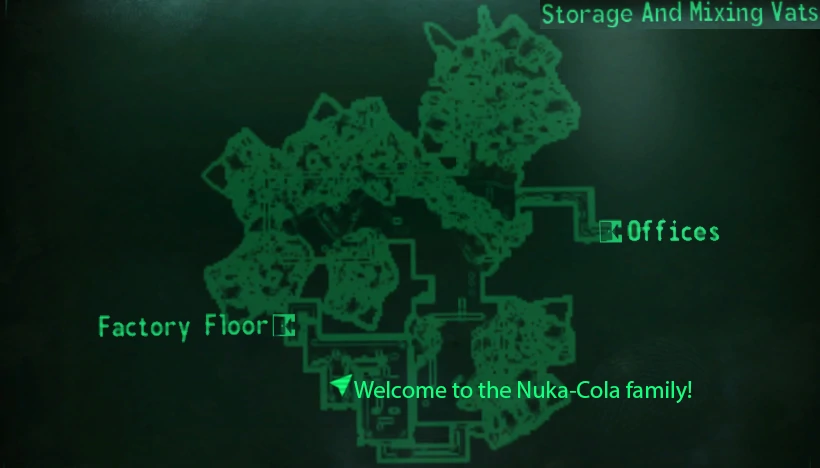 Storage And Mixing Vats
Offices
Factory Floor
Welcome to the Nuka-Cola family!